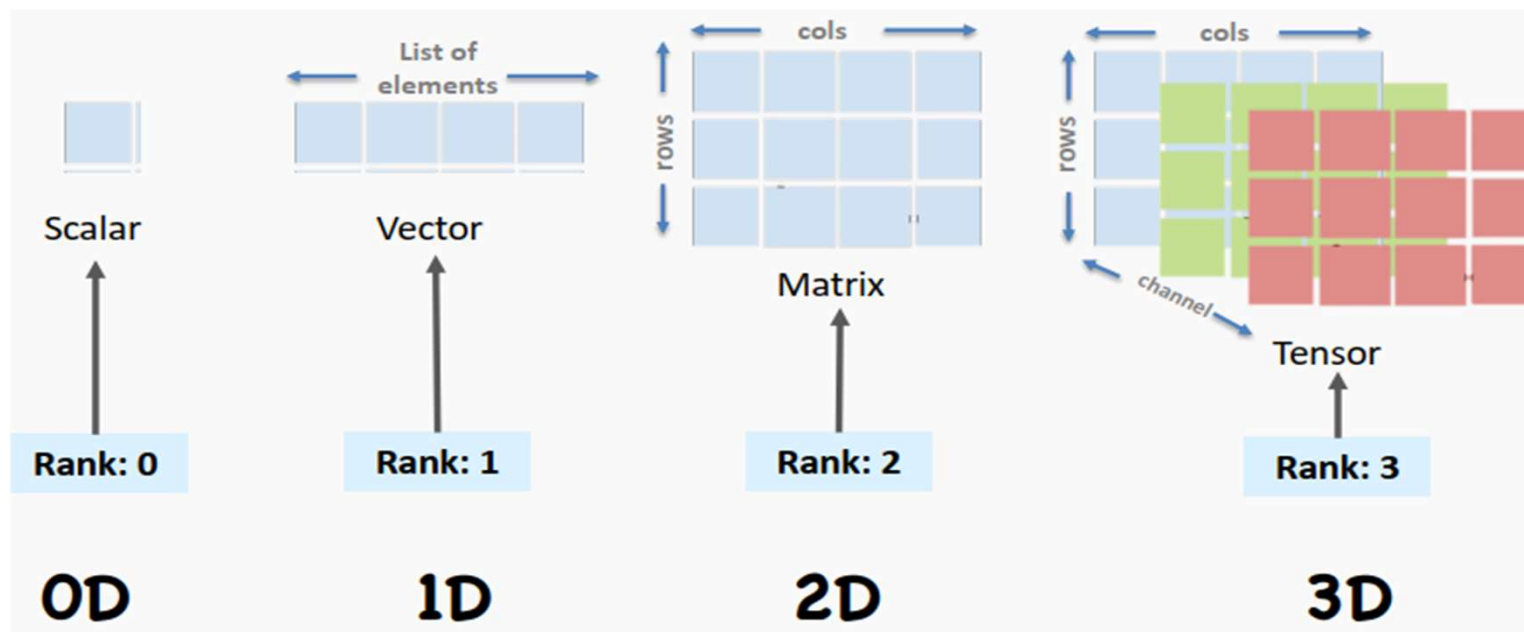 List of
elements
cols
rows
cols
rows
channel
Scalar
Vector
Matrix
Tensor
Rank: 0
Rank: 1
Rank: 2
Rank: 3
0D
1D
2D
3D